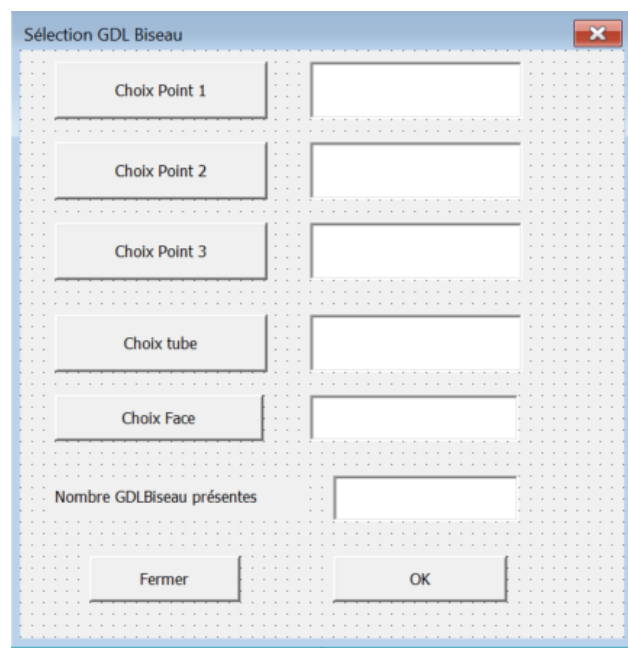 Sélection GDL Biseau
Choix Point 1
Choix Point 2
Choix Point 3
Choix tube
Choix Face
Nombre GDLBiseau présentes
Fermer
OK